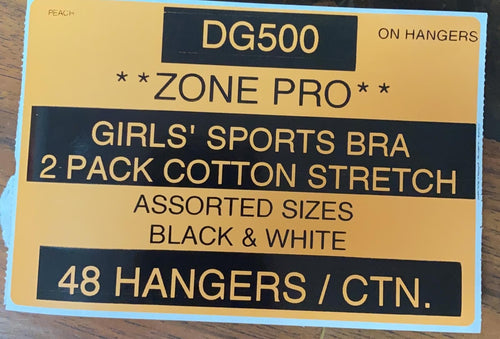 PEACH
DG500
ON HANGERS
**ZONE PRO**
GIRLS' SPORTS BRA
2 PACK COTTON STRETCH
ASSORTED SIZES
BLACK & WHITE
48 HANGERS / CTN.